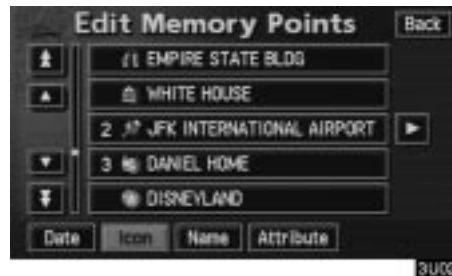 Edit Memory Points
Back
EMPIRE STATE BLDG
WHITE HOUSE
2 JFK INTERNATIONAL AIRPORT
3 DANIEL HOME
DISNEYLAND
Date Icon Name Attribute